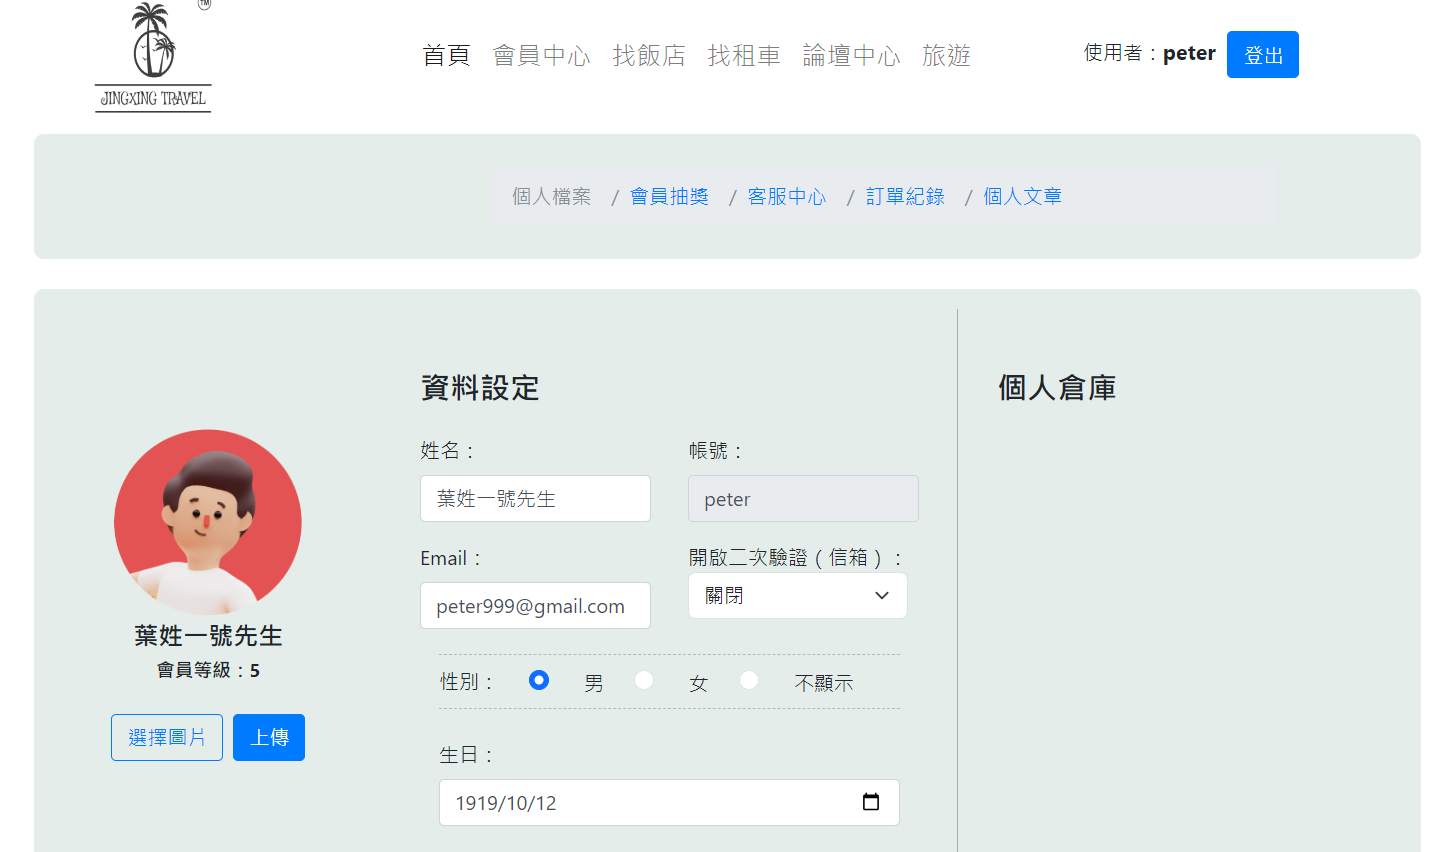 TM
JINGXING TRAVEL
首頁 會員中心 找飯店 找租車 論壇中心 旅遊
使用者：peter 登出
個人檔案 / 會員抽獎 / 客服中心 / 訂單紀錄 / 個人文章
葉姓一號先生
會員等級：5
選擇圖片 上傳
資料設定
姓名： 帳號：
葉姓一號先生 peter
Email： 開啟二次驗證（信箱）：
peter999@gmail.com 關閉
性別： 男 女 不顯示
生日：
1919/10/12
個人倉庫